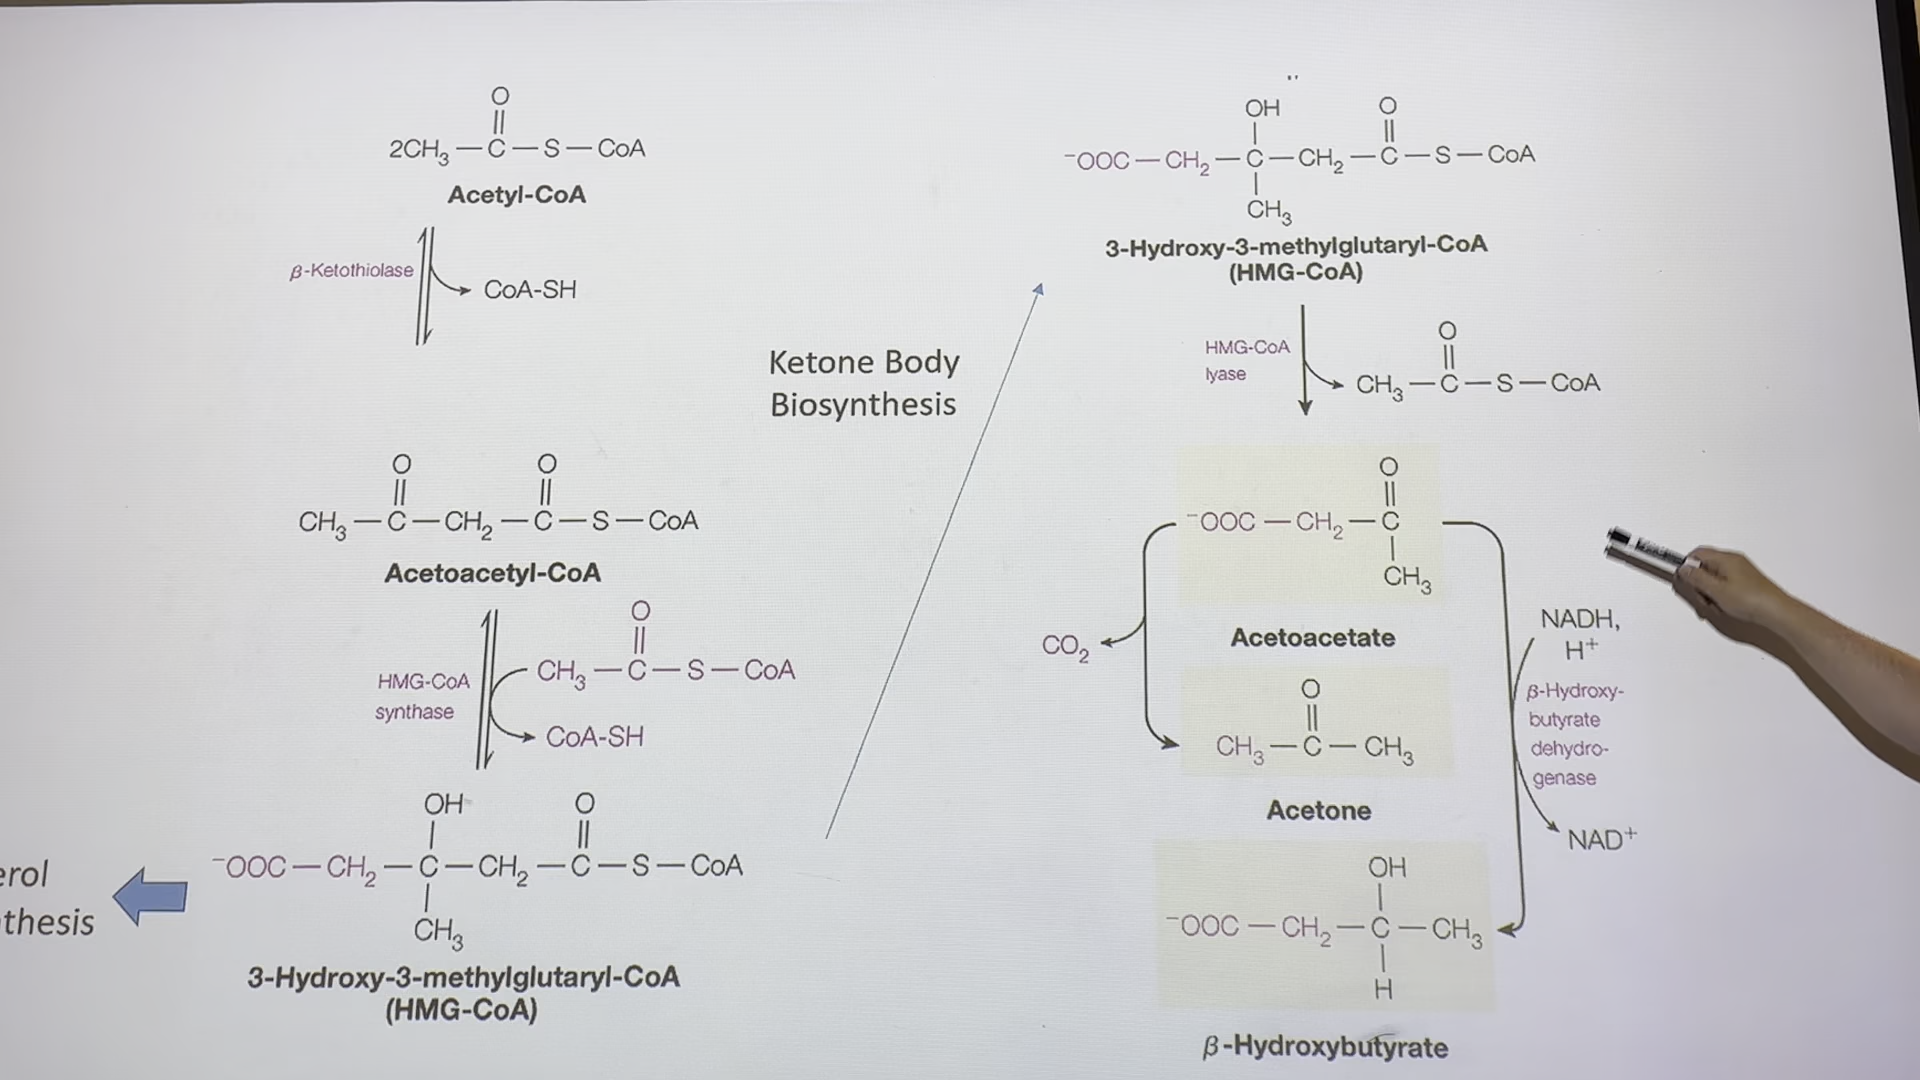 O
||
2CH₃—C—S—CoA
Acetyl-CoA
β-Ketothiolase
CoA-SH
O O
|| ||
CH₃—C—CH₂—C—S—CoA
Acetoacetyl-CoA
O
||
CH₃—C—S—CoA
HMG-CoA
synthase
CoA-SH
OH O
| ||
⁻OOC—CH₂—C—CH₂—C—S—CoA
|
CH₃
3-Hydroxy-3-methylglutaryl-CoA
(HMG-CoA)
erol
thesis
Ketone Body
Biosynthesis
OH O
| ||
⁻OOC—CH₂—C—CH₂—C—S—CoA
|
CH₃
3-Hydroxy-3-methylglutaryl-CoA
(HMG-CoA)
HMG-CoA
lyase
O
||
CH₃—C—S—CoA
O
||
⁻OOC—CH₂—C
|
CH₃
Acetoacetate
CO₂
O
||
CH₃—C—CH₃
Acetone
NADH,
H⁺
β-Hydroxy-
butyrate
dehydro-
genase
NAD⁺
OH
|
⁻OOC—CH₂—C—CH₃
|
H
β-Hydroxybutyrate